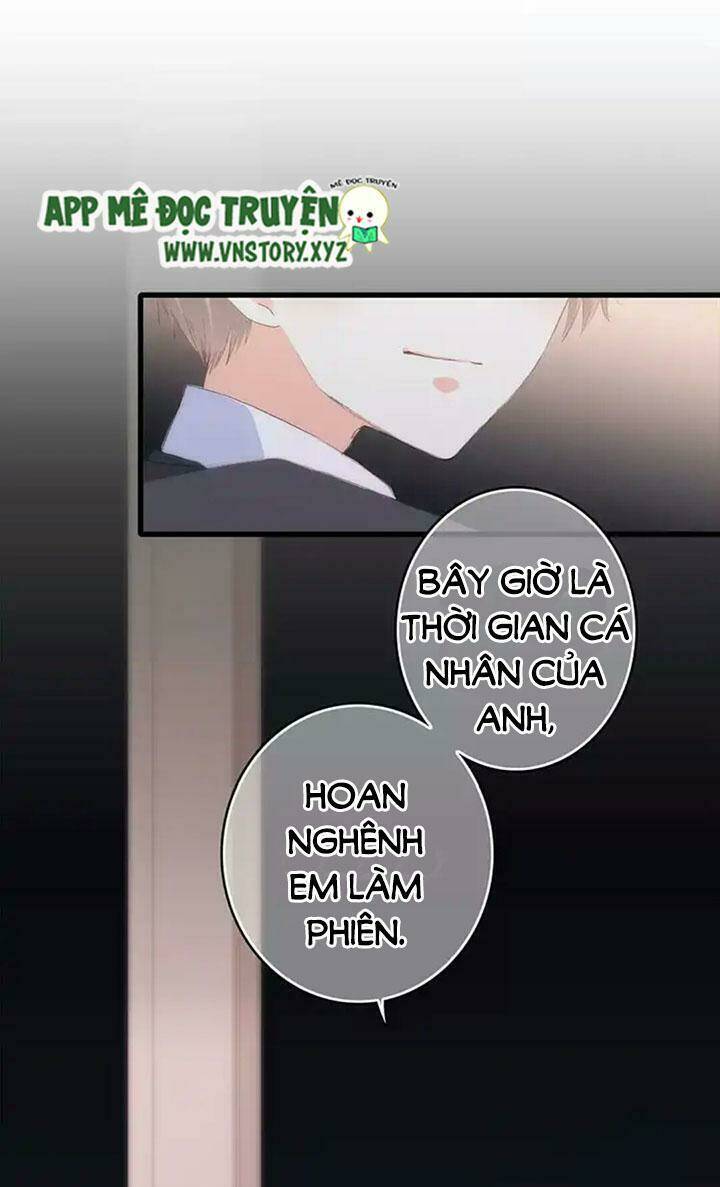 MÊ ĐỌC TRUYỆN
APP MÊ ĐỌC TRUYỆN
WWW.VNSTORY.XYZ
BÂY GIỜ LÀ
THỜI GIAN CÁ
NHÂN CỦA
ANH,
HOAN
NGHÊNH
EM LÀM
PHIÊN.